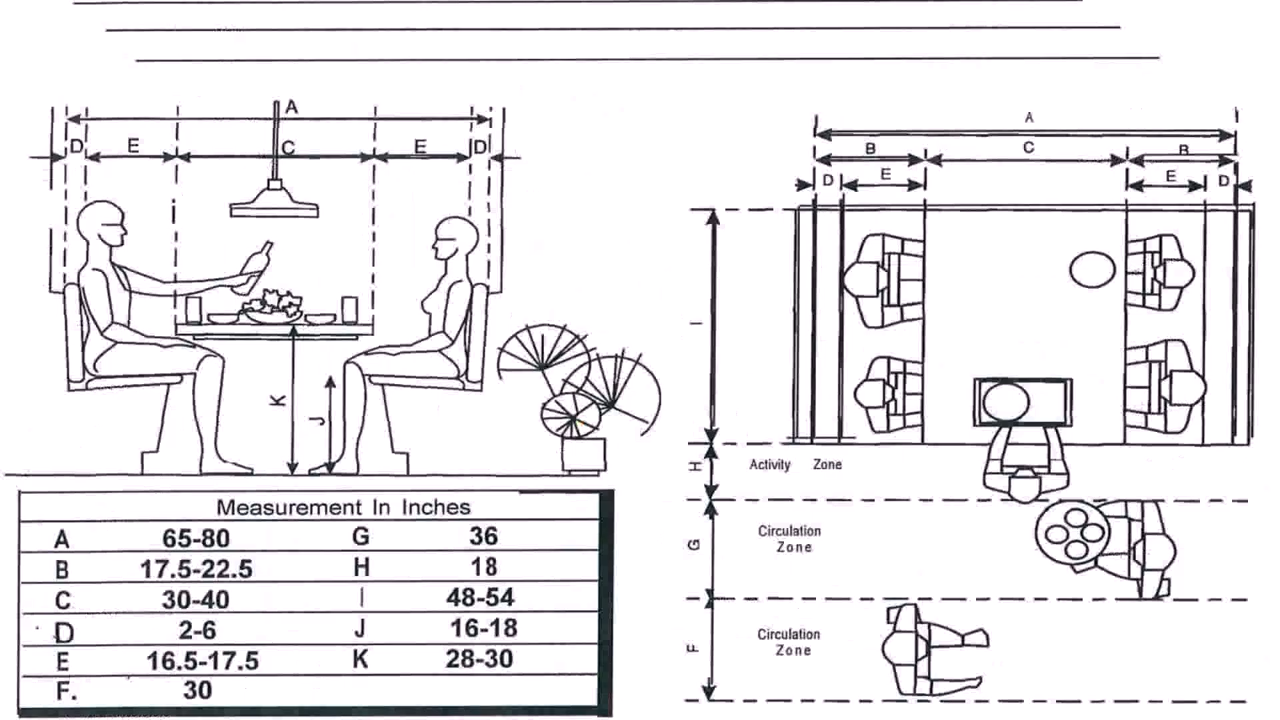 A
D E C E D
K
J
A
B C B
D E E D
I
H Activity Zone
G Circulation
Zone
F Circulation
Zone
Measurement In Inches
A 65-80 G 36
B 17.5-22.5 H 18
C 30-40 I 48-54
D 2-6 J 16-18
E 16.5-17.5 K 28-30
F. 30